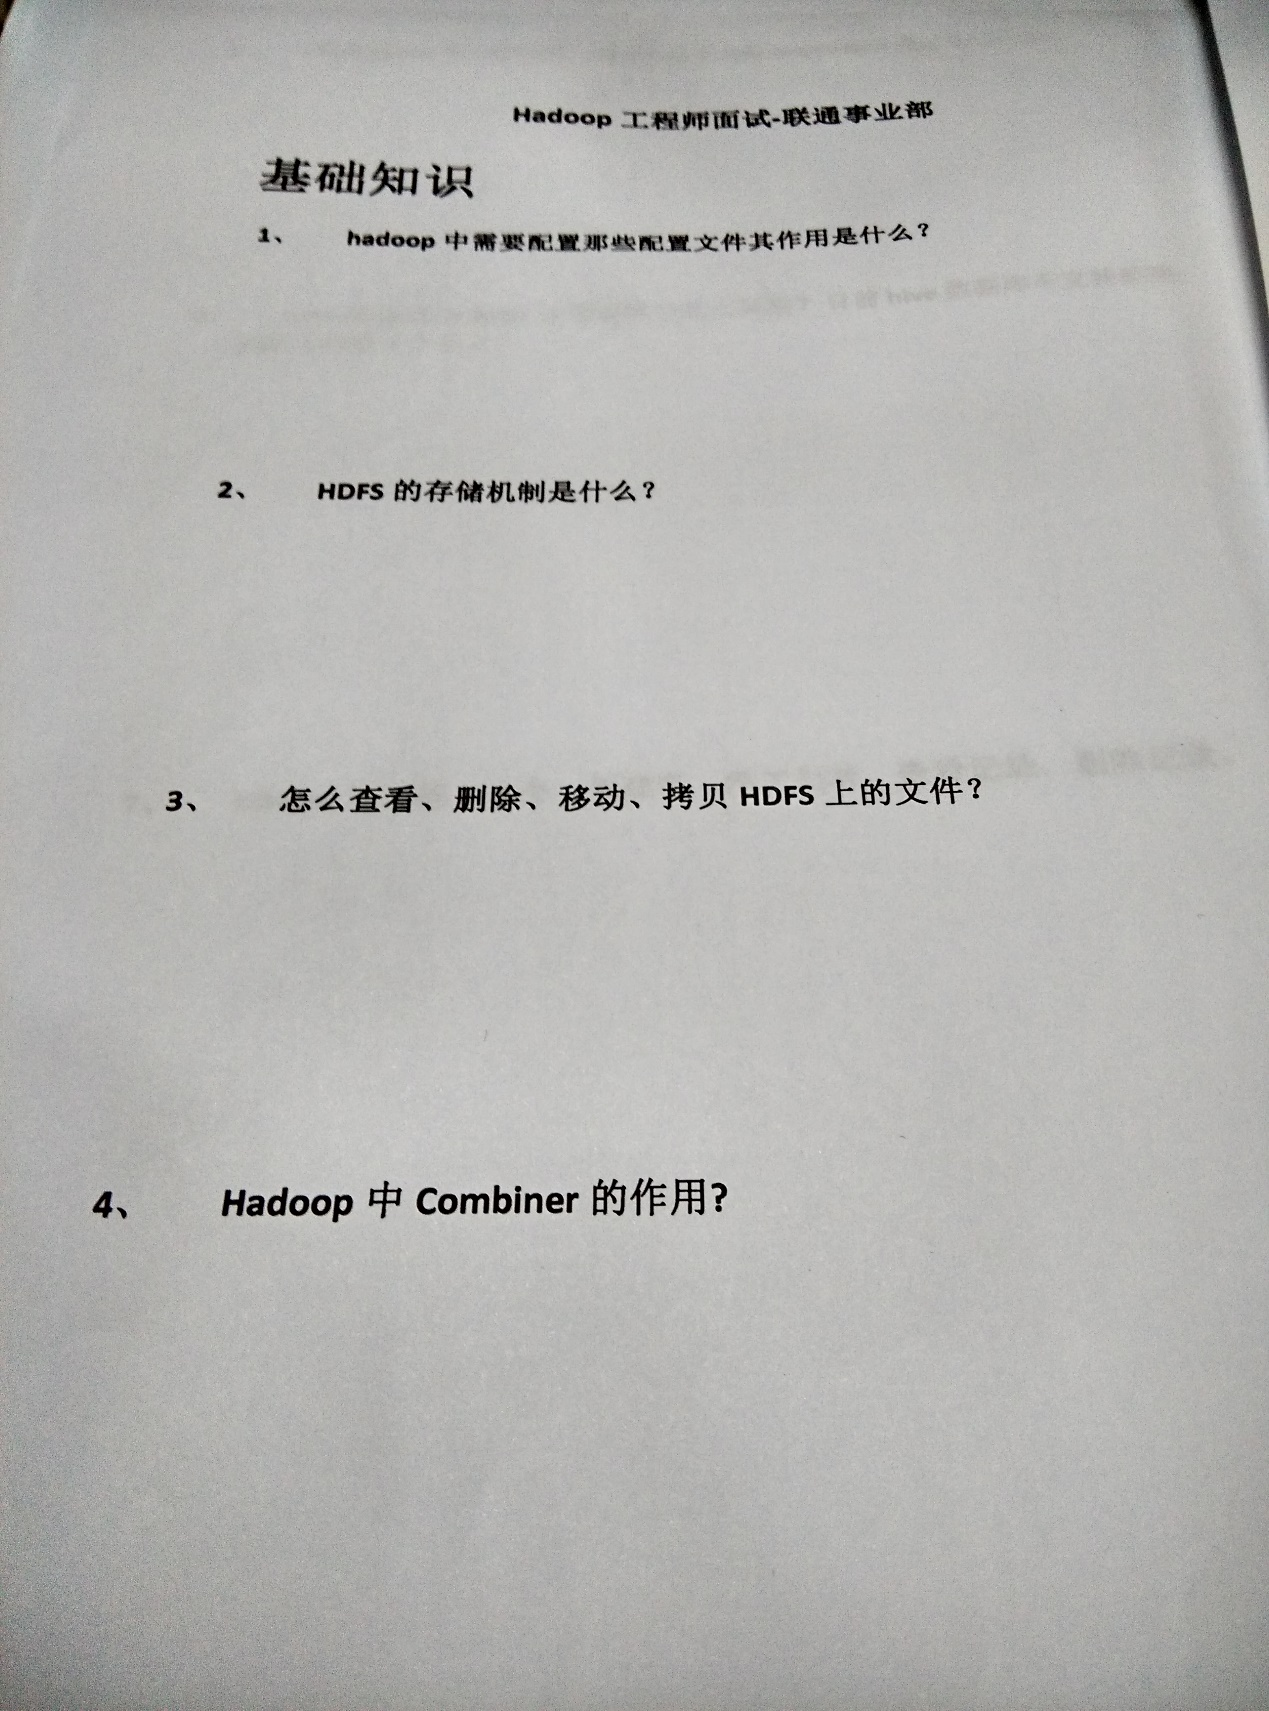 Hadoop 工程师面试-联通事业部
基础知识
1、 hadoop 中需要配置那些配置文件其作用是什么？
2、 HDFS 的存储机制是什么？
3、 怎么查看、删除、移动、拷贝 HDFS 上的文件？
4、 Hadoop 中 Combiner 的作用?